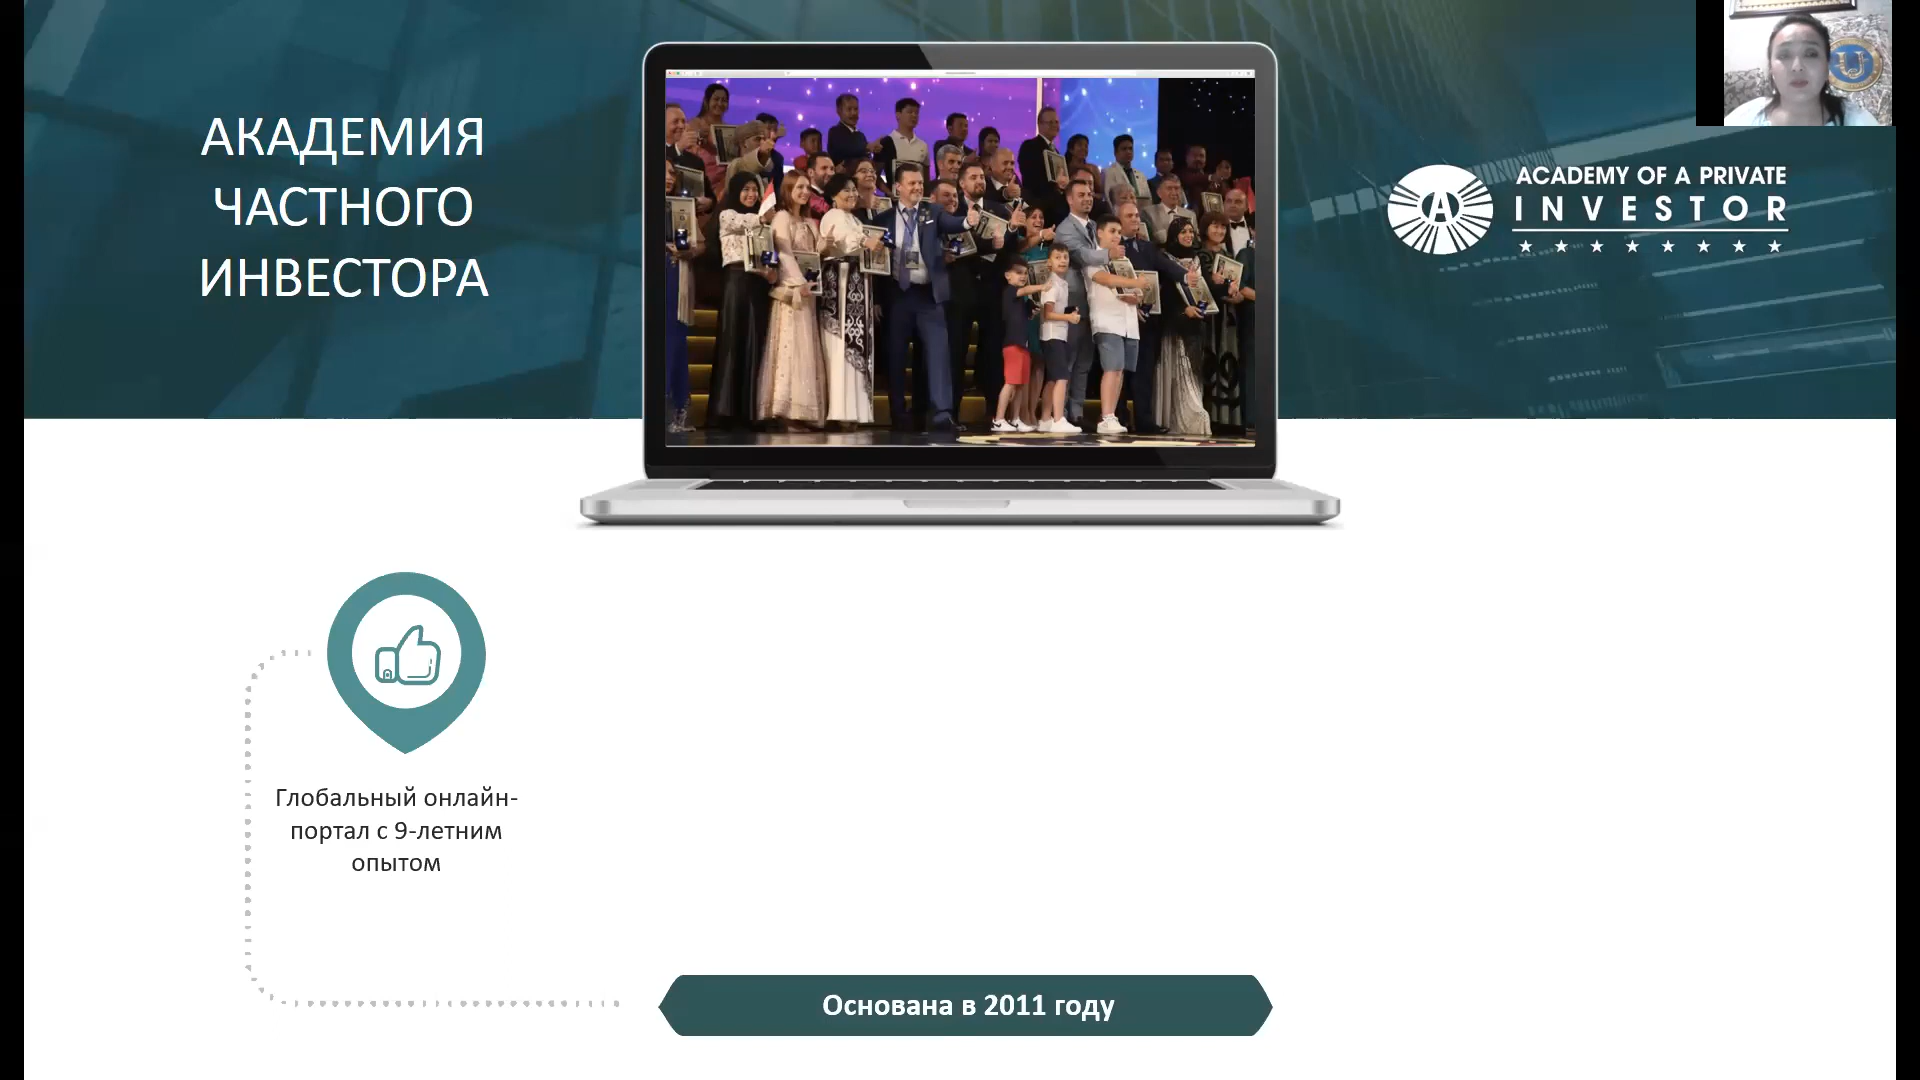 АКАДЕМИЯ
ЧАСТНОГО
ИНВЕСТОРА
ACADEMY OF A PRIVATE
INVESTOR
Глобальный онлайн-
портал с 9-летним
опытом
Основана в 2011 году